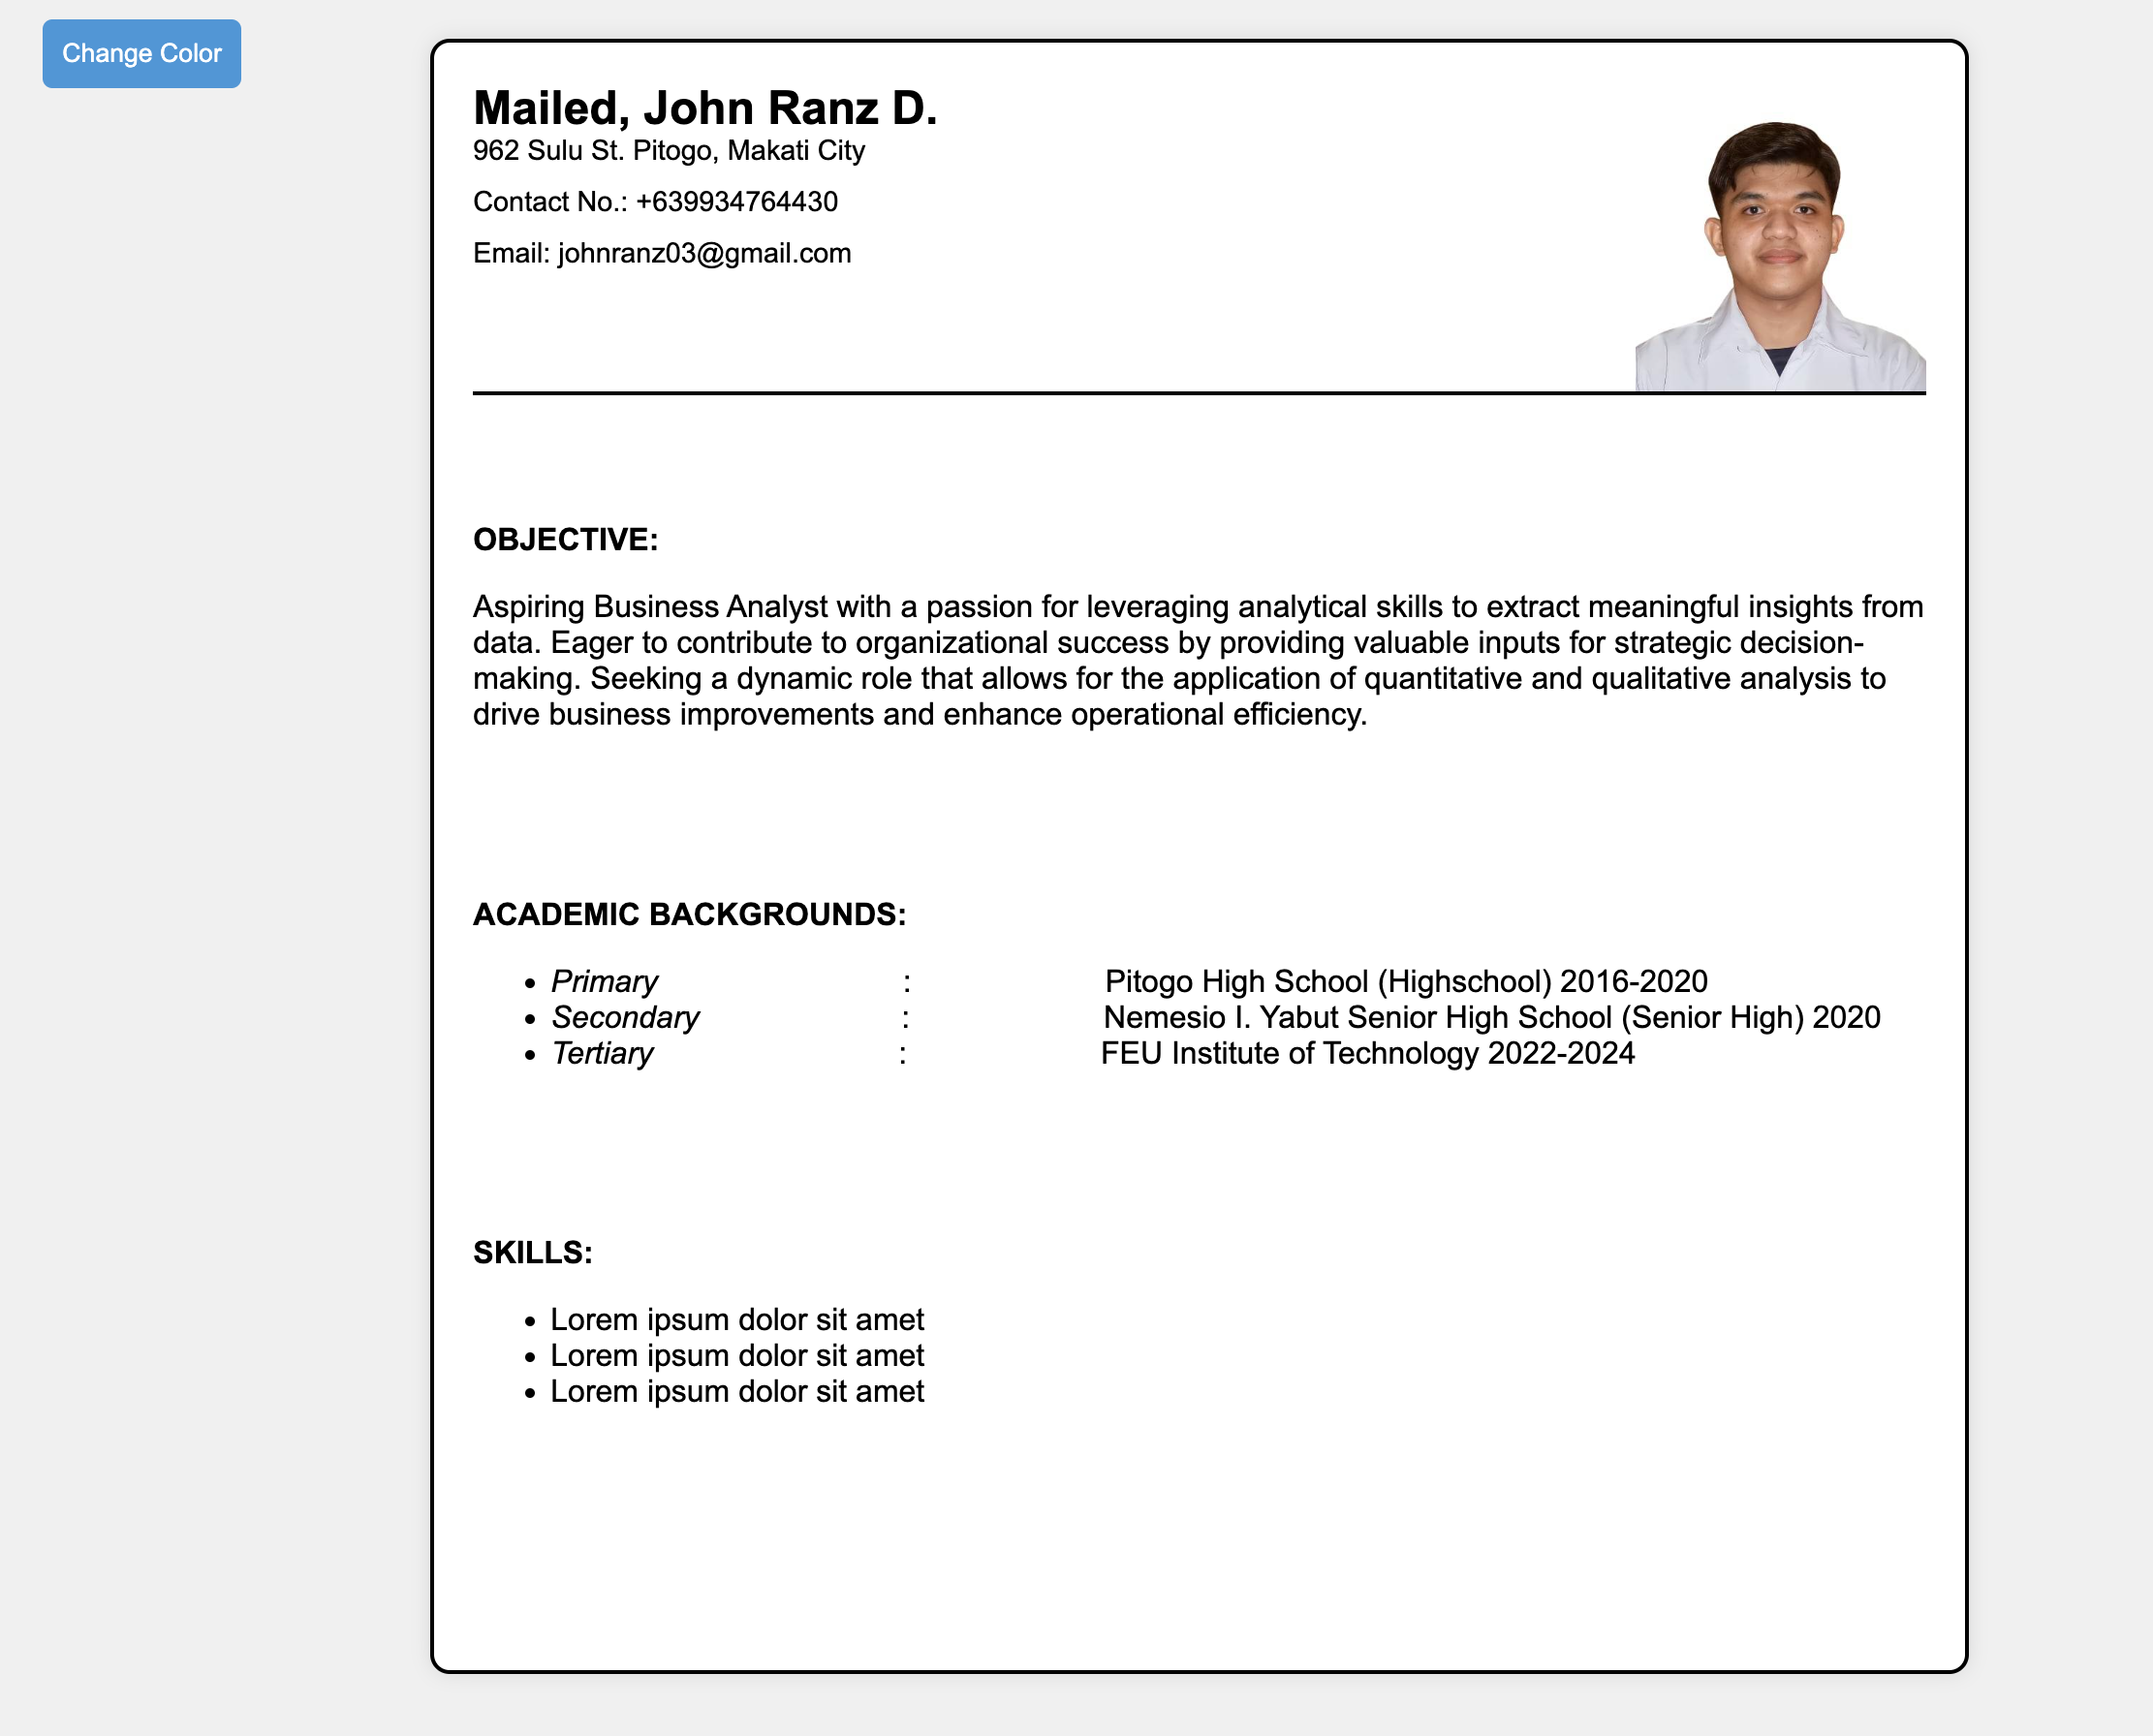 Change Color
Mailed, John Ranz D.
962 Sulu St. Pitogo, Makati City
Contact No.: +639934764430
Email: johnranz03@gmail.com
OBJECTIVE:
Aspiring Business Analyst with a passion for leveraging analytical skills to extract meaningful insights from
data. Eager to contribute to organizational success by providing valuable inputs for strategic decision-
making. Seeking a dynamic role that allows for the application of quantitative and qualitative analysis to
drive business improvements and enhance operational efficiency.
ACADEMIC BACKGROUNDS:
• Primary : Pitogo High School (Highschool) 2016-2020
• Secondary : Nemesio I. Yabut Senior High School (Senior High) 2020
• Tertiary : FEU Institute of Technology 2022-2024
SKILLS:
• Lorem ipsum dolor sit amet
• Lorem ipsum dolor sit amet
• Lorem ipsum dolor sit amet